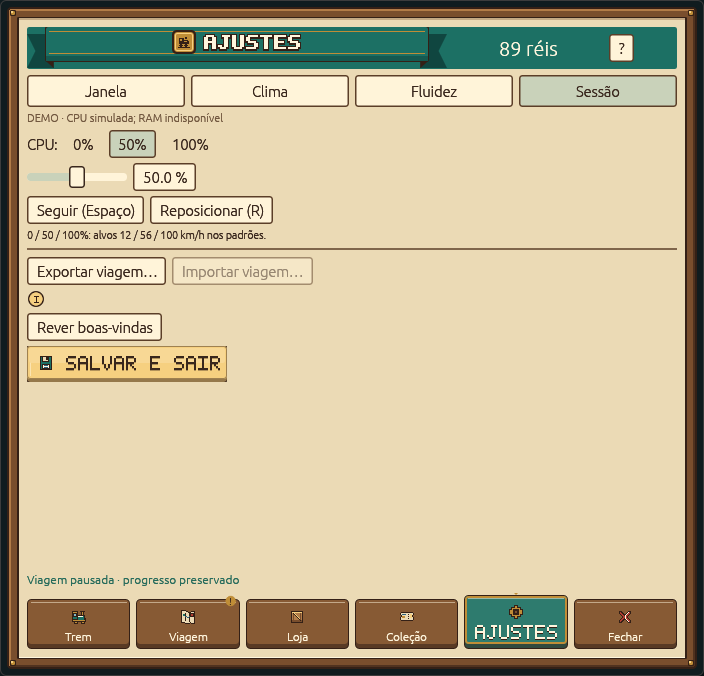 AJUSTES
89 réis
?
Janela
Clima
Fluidez
Sessão
DEMO · CPU simulada; RAM indisponível
CPU: 0% 50% 100%
50.0 %
Seguir (Espaço)
Reposicionar (R)
0 / 50 / 100%: alvos 12 / 56 / 100 km/h nos padrões.
Exportar viagem…
Importar viagem…
I
Rever boas-vindas
SALVAR E SAIR
Viagem pausada · progresso preservado
!
Trem
Viagem
Loja
Coleção
AJUSTES
Fechar